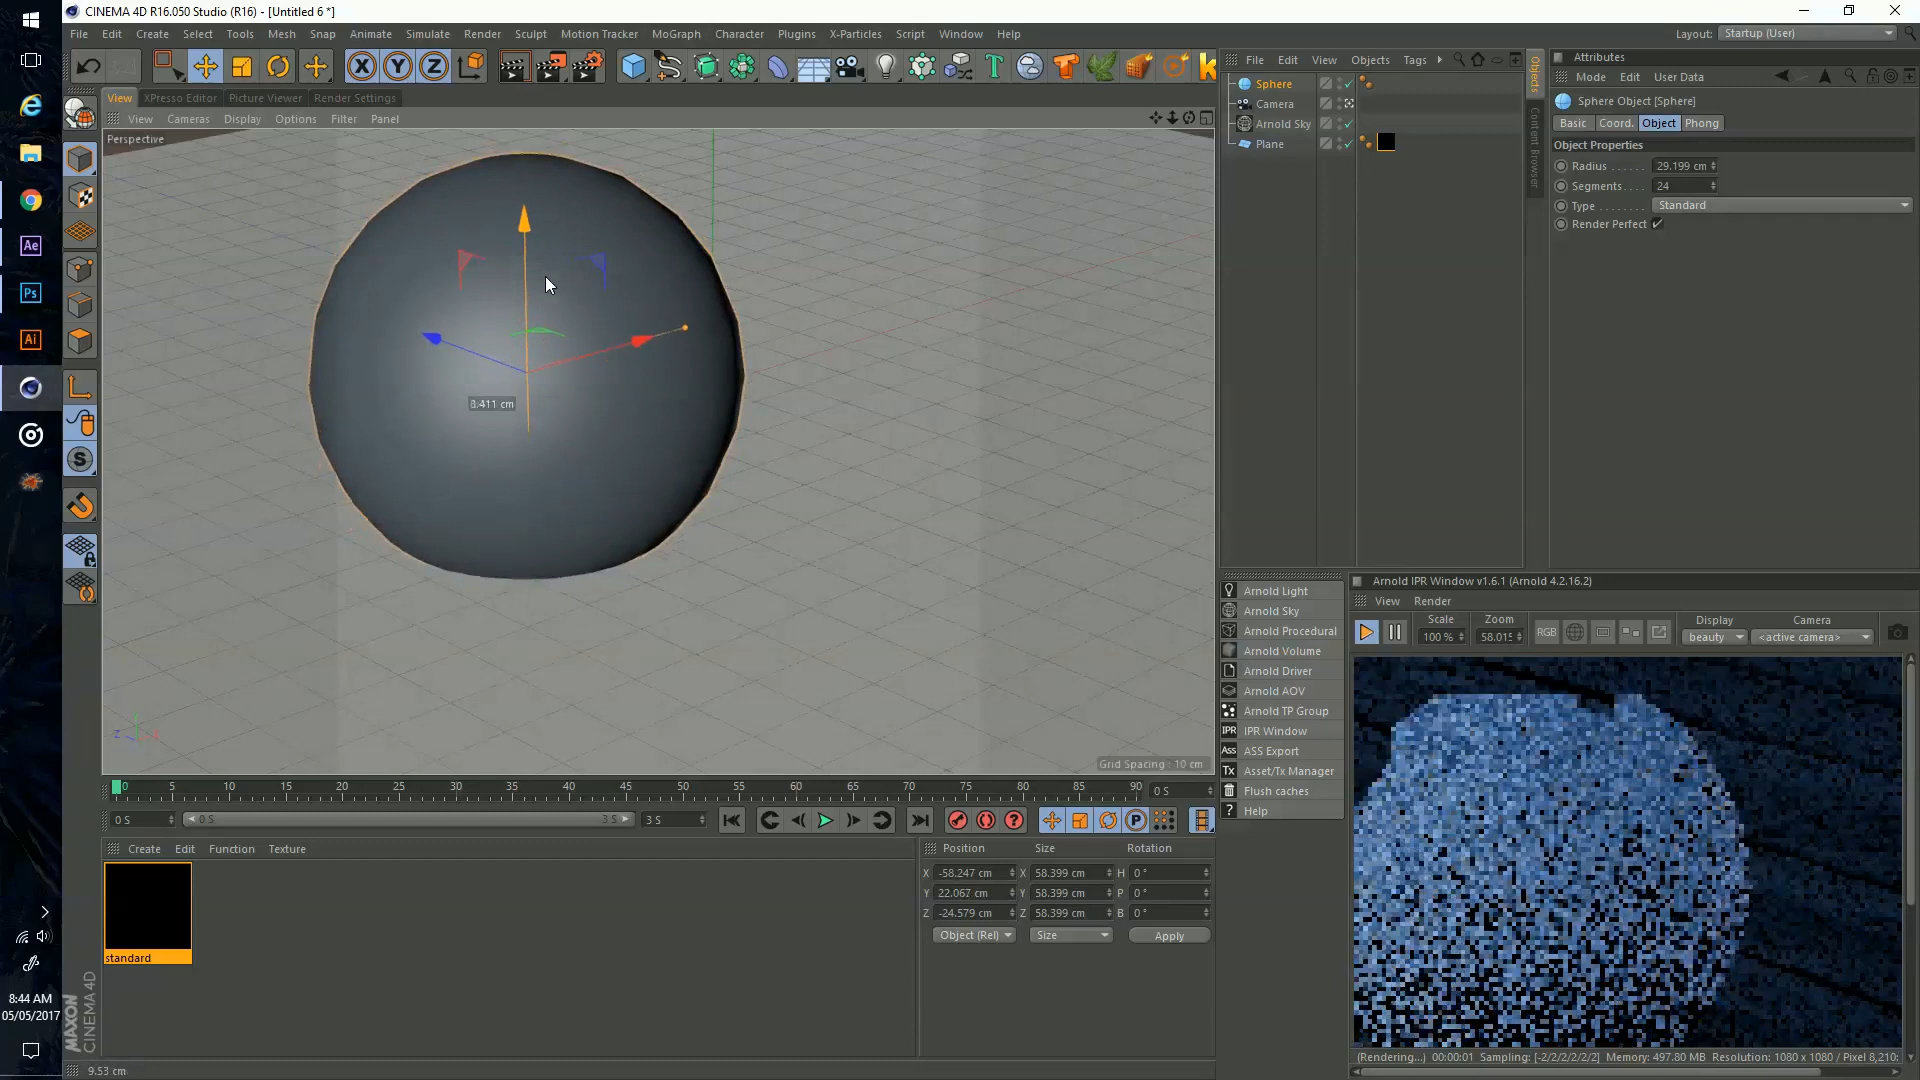 CINEMA 4D R16.050 Studio (R16) - [Untitled 6 *]
File Edit Create Select Tools Mesh Snap Animate Simulate Render Sculpt Motion Tracker MoGraph Character Plugins X-Particles Script Window Help
Layout: Startup (User)
View XPresso Editor Picture Viewer Render Settings
View Cameras Display Options Filter Panel
Perspective
8.411 cm
Grid Spacing : 10 cm
File Edit View Objects Tags
Sphere
Camera
Arnold Sky
Plane
Objects
Content Browser
Attributes
Mode Edit User Data
Sphere Object [Sphere]
Basic Coord. Object Phong
Object Properties
Radius 29.199 cm
Segments 24
Type Standard
Render Perfect
Arnold Light
Arnold Sky
Arnold Procedural
Arnold Volume
Arnold Driver
Arnold AOV
Arnold TP Group
IPR IPR Window
Ass ASS Export
Tx Asset/Tx Manager
Flush caches
? Help
Arnold IPR Window v1.6.1 (Arnold 4.2.16.2)
View Render
Scale Zoom Display Camera
100 % 58.015 RGB beauty <active camera>
(Rendering...) 00:00:01 Sampling: [-2/2/2/2/2/2] Memory: 497.80 MB Resolution: 1080 x 1080 / Pixel 8,210:
0 5 10 15 20 25 30 35 40 45 50 55 60 65 70 75 80 85 90 0 S
0 S 0 S 3 S 3 S
Create Edit Function Texture
standard
Position Size Rotation
X -58.247 cm X 58.399 cm H 0 °
Y 22.067 cm Y 58.399 cm P 0 °
Z -24.579 cm Z 58.399 cm B 0 °
Object (Rel) Size Apply
9.53 cm
MAXON
CINEMA 4D
Ae
Ps
Ai
8:44 AM
05/05/2017